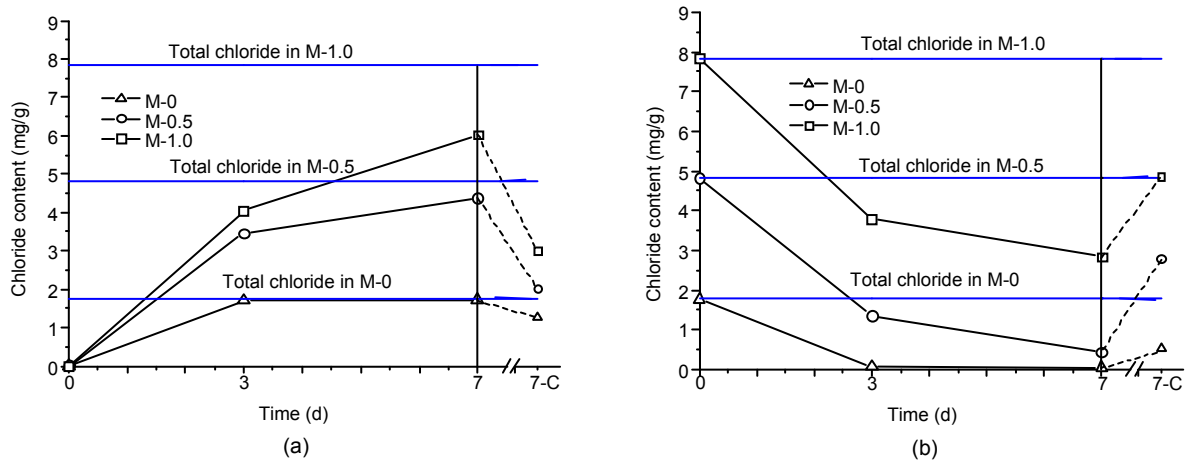 9
8
7
6
5
4
3
2
1
0
Chloride content (mg/g)
Total chloride in M-1.0
M-0
M-0.5
M-1.0
Total chloride in M-0.5
Total chloride in M-0
0
3
7
7-C
Time (d)
(a)
9
8
7
6
5
4
3
2
1
0
Chloride content (mg/g)
Total chloride in M-1.0
M-0
M-0.5
M-1.0
Total chloride in M-0.5
Total chloride in M-0
0
3
7
7-C
Time (d)
(b)